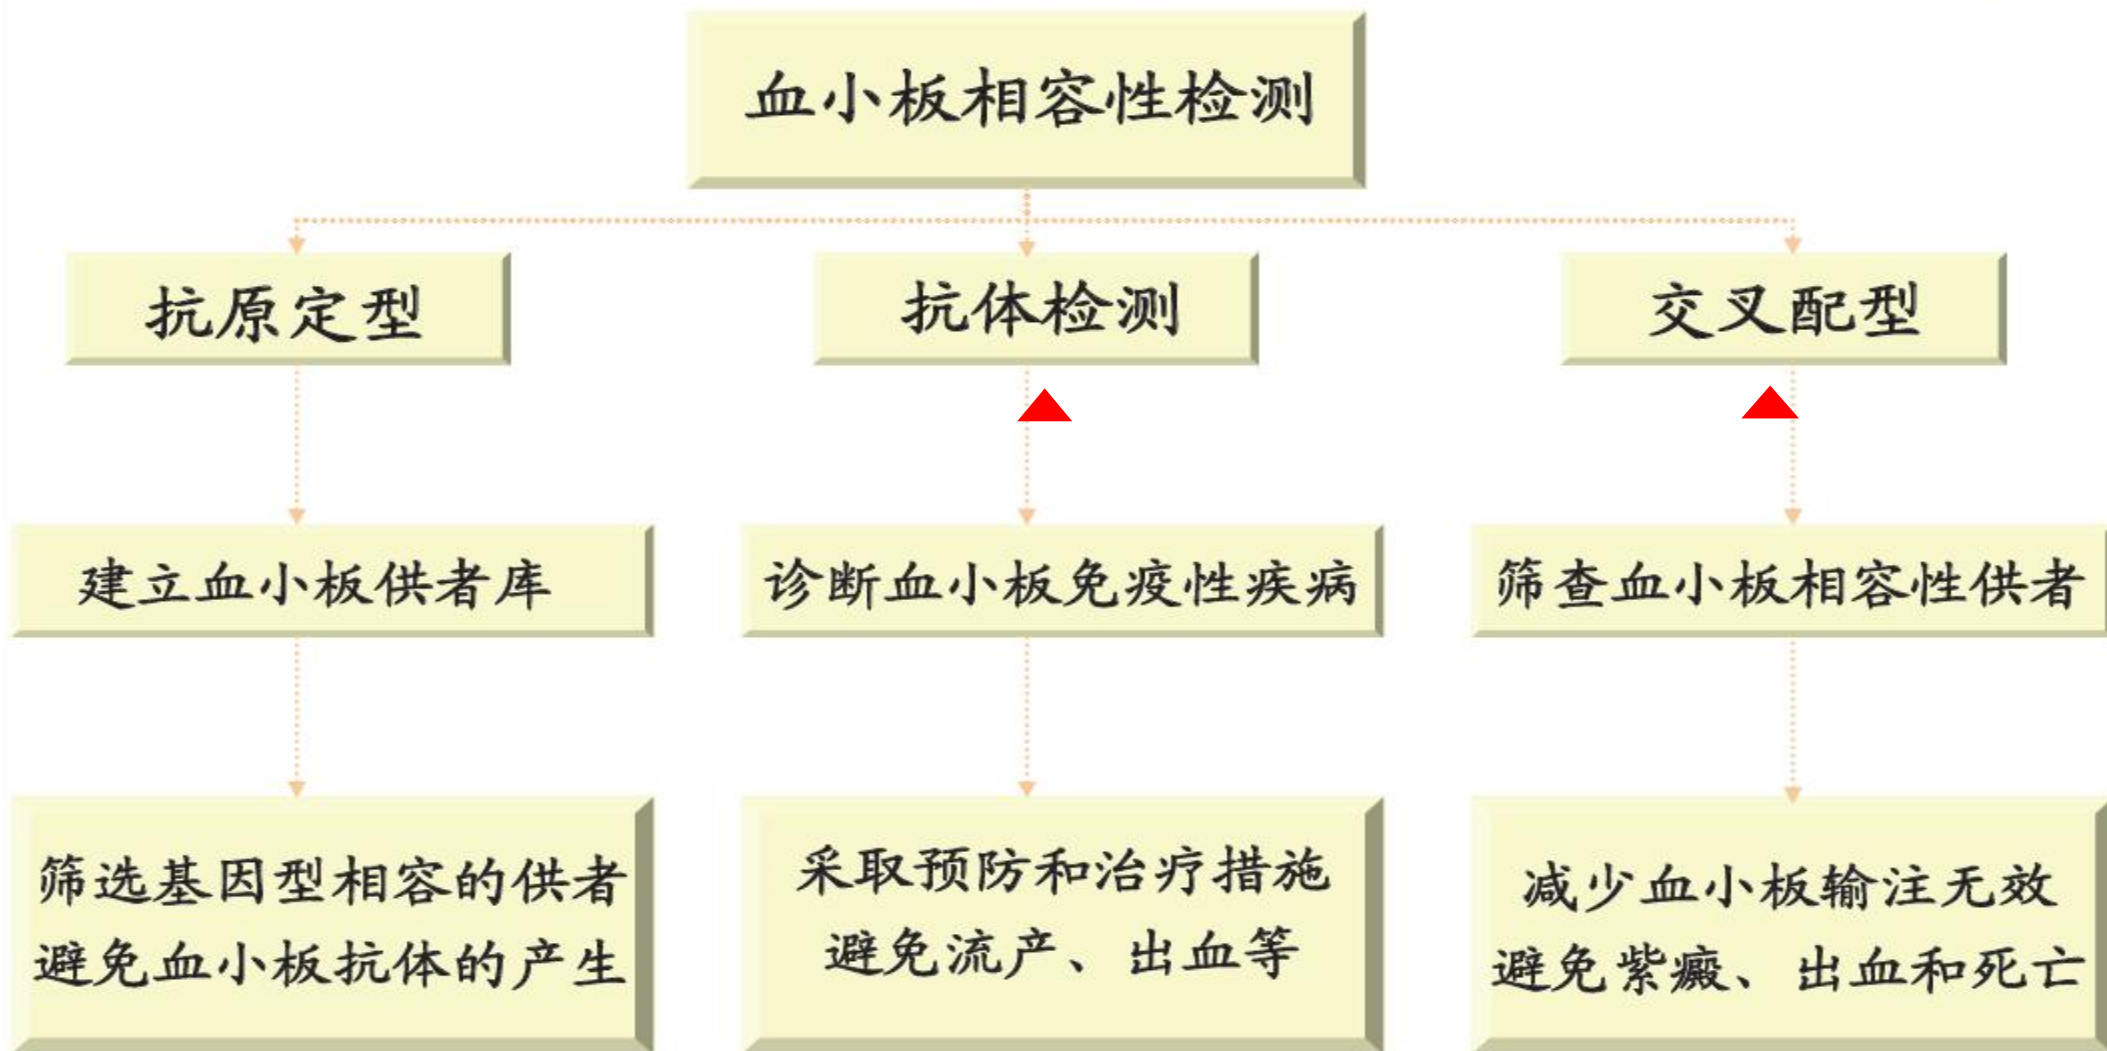 血小板相容性检测
抗原定型
抗体检测
交叉配型
建立血小板供者库
诊断血小板免疫性疾病
筛查血小板相容性供者
筛选基因型相容的供者
避免血小板抗体的产生
采取预防和治疗措施
避免流产、出血等
减少血小板输注无效
避免紫癜、出血和死亡